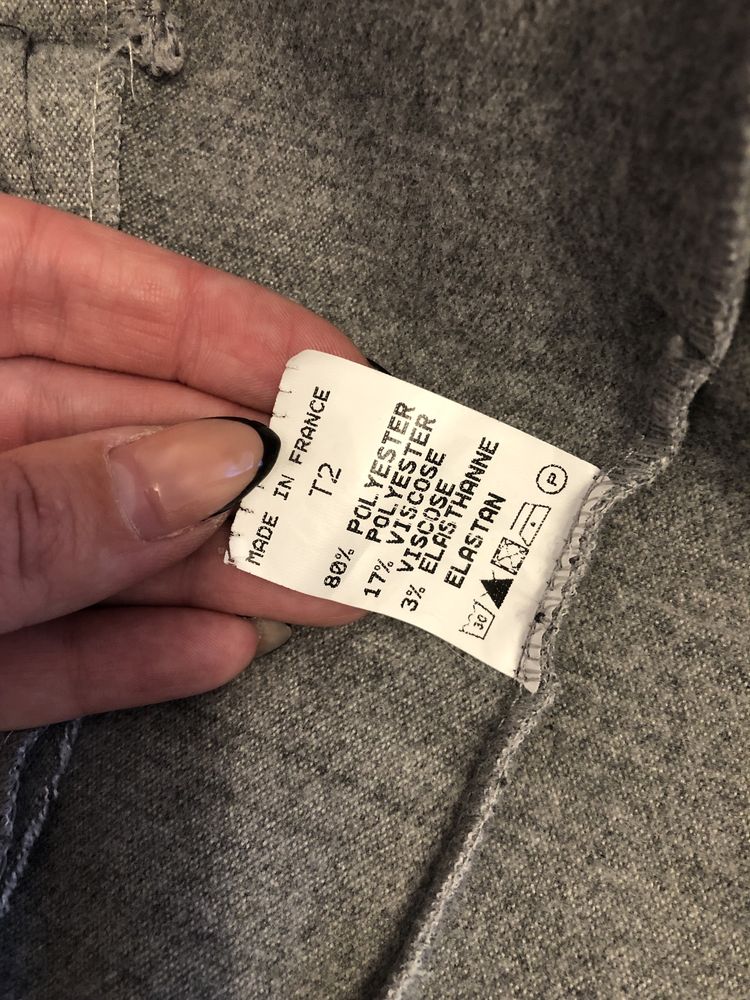 MADE IN FRANCE
T2
80% POLYESTER
POLYESTER
17% VISCOSE
VISCOSE
3% ELASTHANNE
ELASTAN
30
P